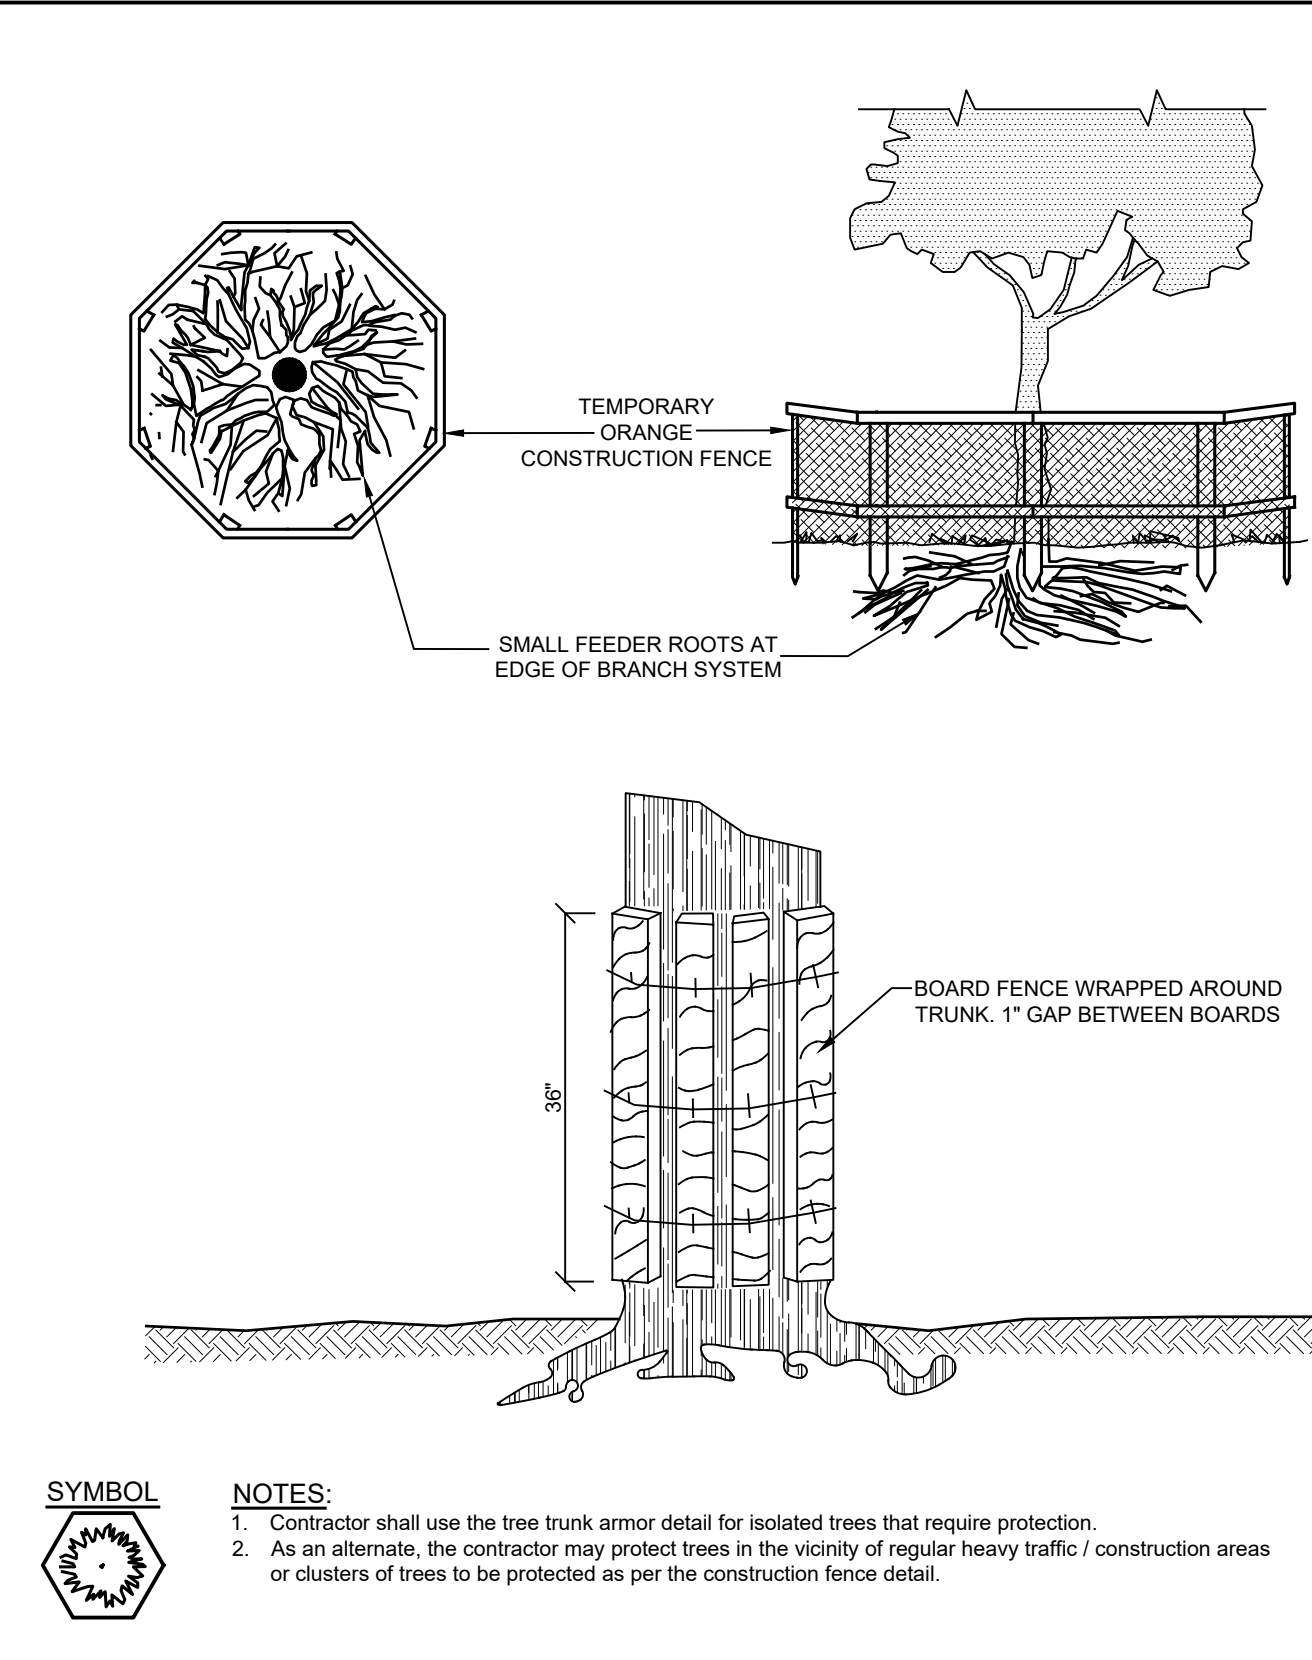 TEMPORARY
ORANGE
CONSTRUCTION FENCE
SMALL FEEDER ROOTS AT
EDGE OF BRANCH SYSTEM
BOARD FENCE WRAPPED AROUND
TRUNK. 1" GAP BETWEEN BOARDS
36"
SYMBOL
NOTES:
1. Contractor shall use the tree trunk armor detail for isolated trees that require protection.
2. As an alternate, the contractor may protect trees in the vicinity of regular heavy traffic / construction areas
or clusters of trees to be protected as per the construction fence detail.